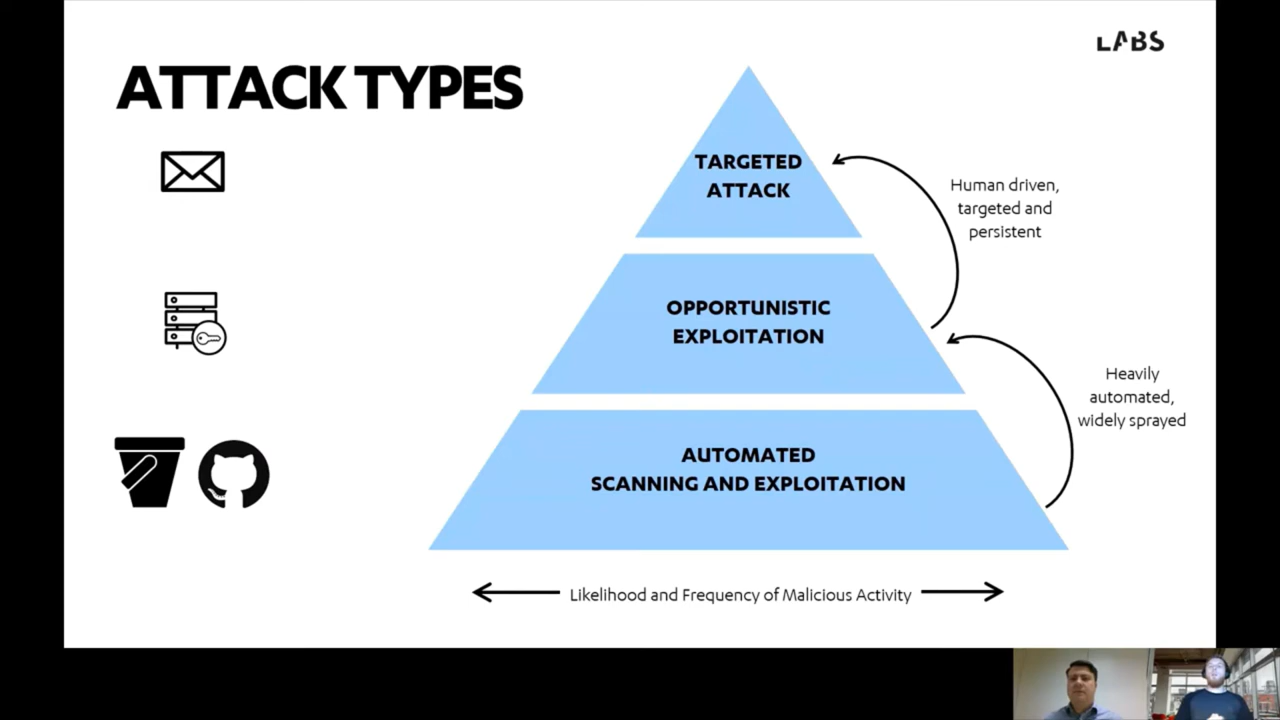 LABS
ATTACK TYPES
TARGETED
ATTACK
Human driven,
targeted and
persistent
OPPORTUNISTIC
EXPLOITATION
Heavily
automated,
widely sprayed
AUTOMATED
SCANNING AND EXPLOITATION
Likelihood and Frequency of Malicious Activity